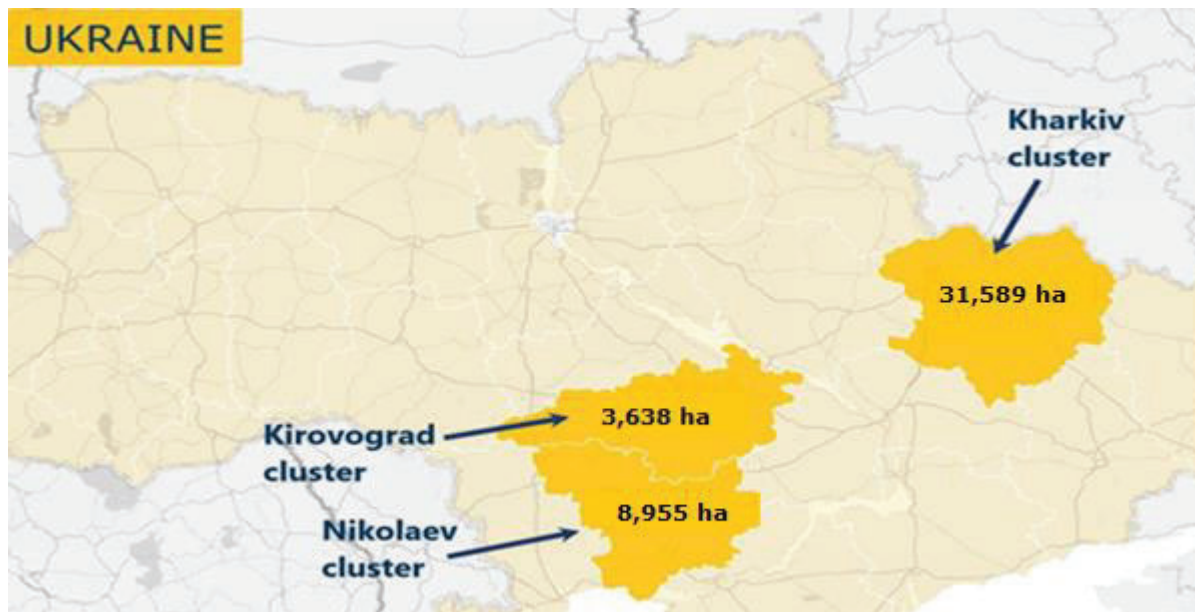 UKRAINE
Kharkiv
cluster
31,589 ha
3,638 ha
Kirovograd
cluster
8,955 ha
Nikolaev
cluster